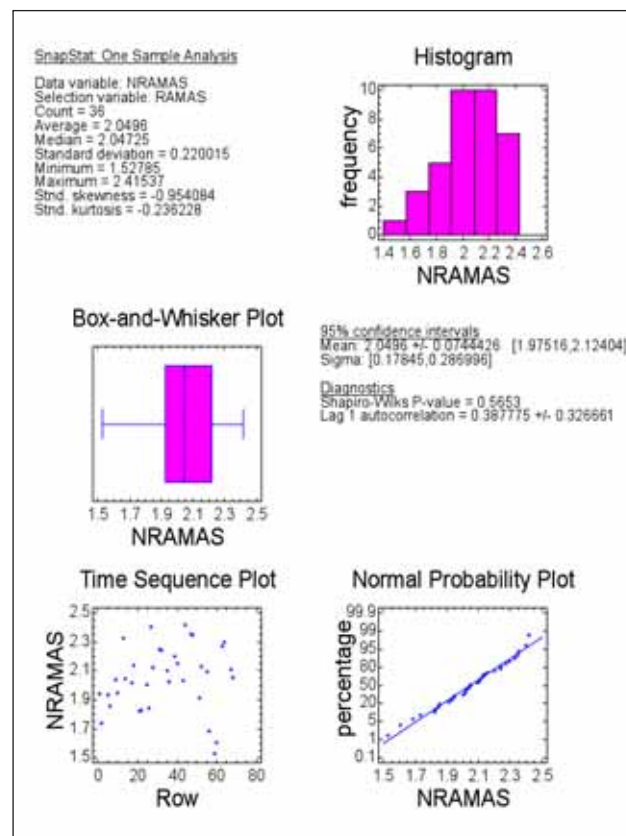 SnapStat: One Sample Analysis
Data variable: NRAMAS
Selection variable: RAMAS
Count = 36
Average = 2.0496
Median = 2.04725
Standard deviation = 0.220015
Minimum = 1.52785
Maximum = 2.41537
Stnd. skewness = -0.954084
Stnd. kurtosis = -0.236228
Histogram
frequency
10
8
6
4
2
0
1.4 1.6 1.8 2 2.2 2.4 2.6
NRAMAS
Box-and-Whisker Plot
1.5 1.7 1.9 2.1 2.3 2.5
NRAMAS
95% confidence intervals
Mean: 2.0496 +/- 0.0744426 [1.97516,2.12404]
Sigma: [0.17845,0.286996]
Diagnostics
Shapiro-Wilks P-value = 0.5653
Lag 1 autocorrelation = 0.387775 +/- 0.326661
Time Sequence Plot
NRAMAS
2.5
2.3
2.1
1.9
1.7
1.5
0 20 40 60 80
Row
Normal Probability Plot
percentage
99.9
99
95
80
50
20
5
1
0.1
1.5 1.7 1.9 2.1 2.3 2.5
NRAMAS